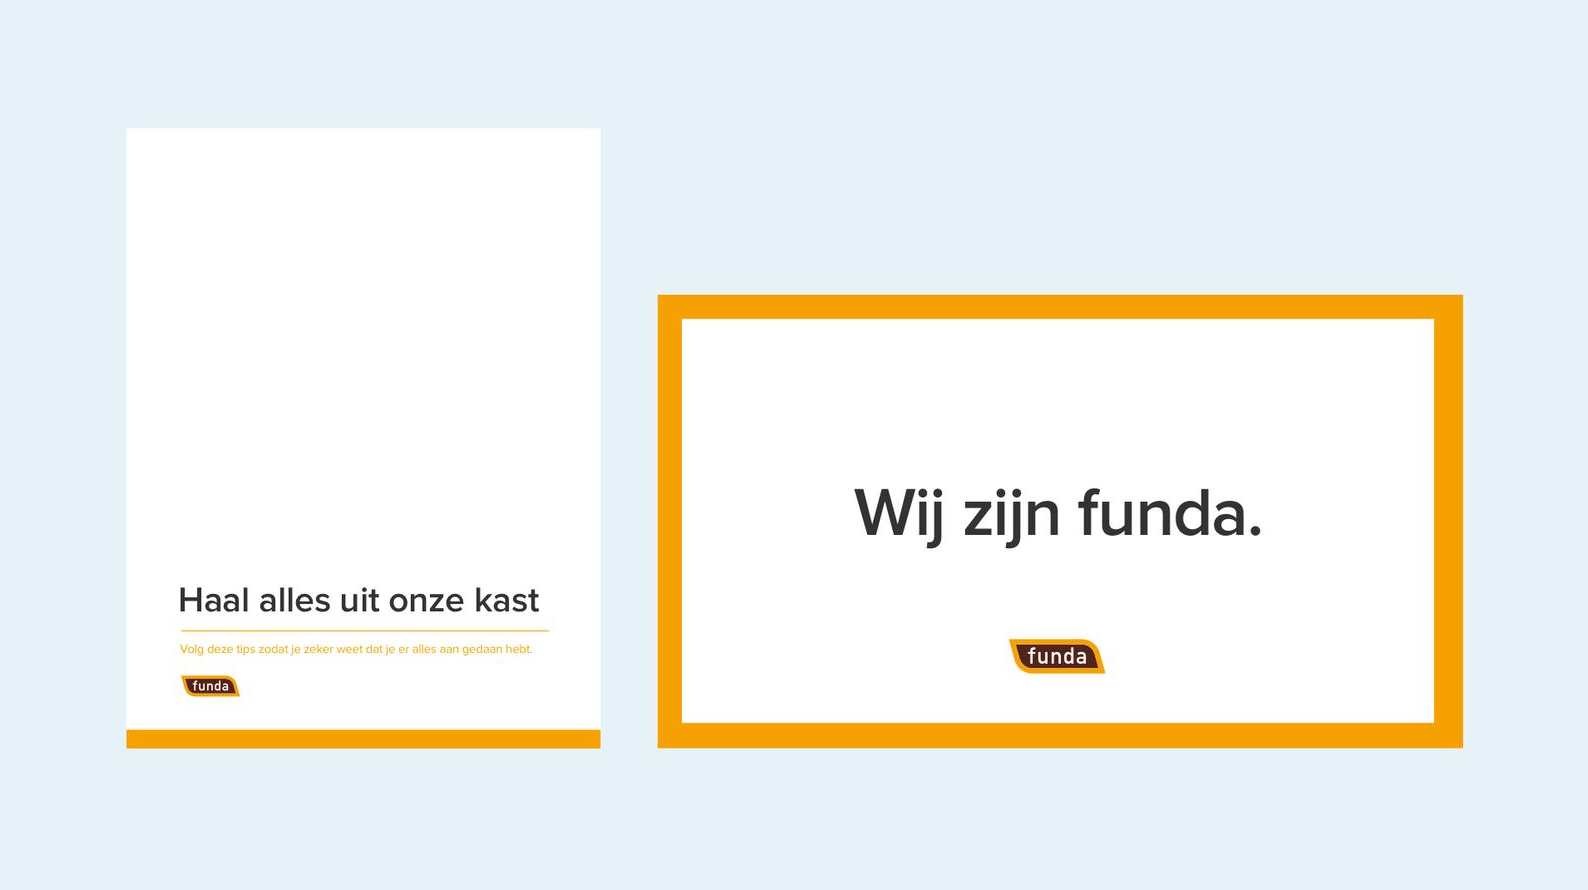 Haal alles uit onze kast
Volg deze tips zodat je zeker weet dat je er alles aan gedaan hebt.
funda
Wij zijn funda.
funda